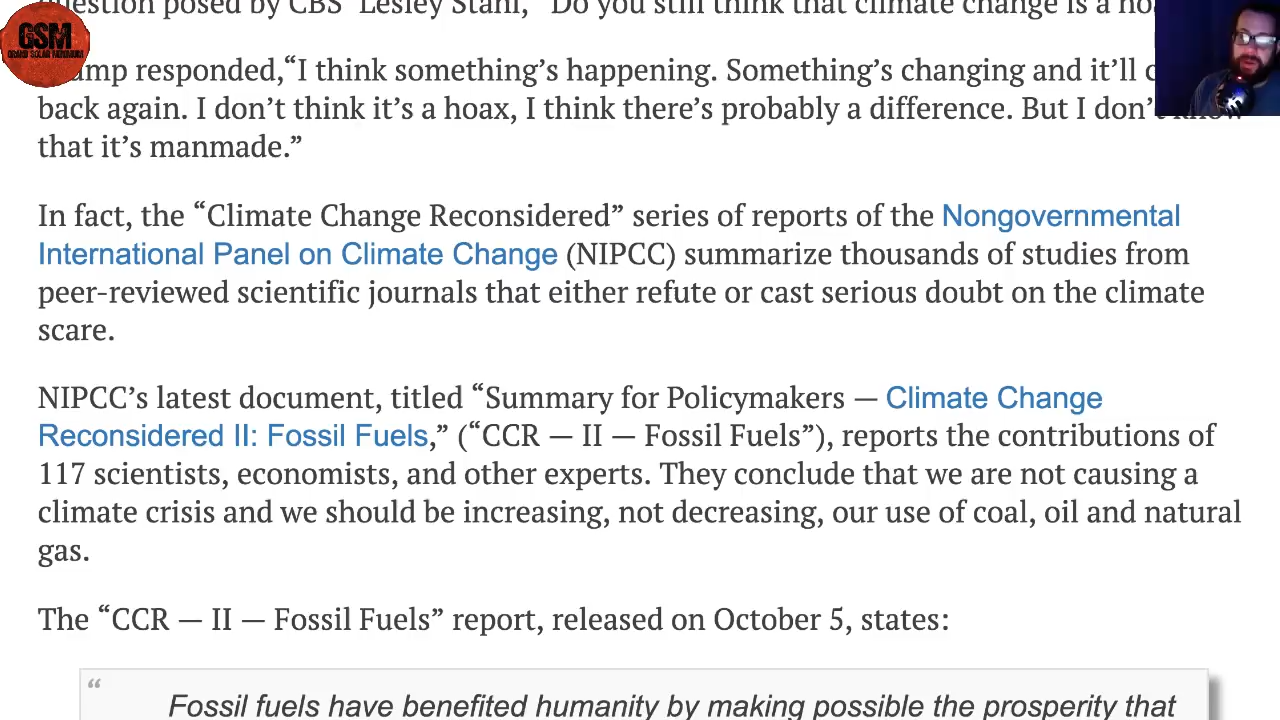 question posed by CBS' Lesley Stahl, "Do you still think that climate change is a
GSM
GRAND SOLAR MINIMUM
responded,“I think something’s happening. Something’s changing and it’ll
back again. I don’t think it’s a hoax, I think there’s probably a difference. But I don’t know
that it’s manmade.”
In fact, the “Climate Change Reconsidered” series of reports of the Nongovernmental
International Panel on Climate Change (NIPCC) summarize thousands of studies from
peer-reviewed scientific journals that either refute or cast serious doubt on the climate
scare.
NIPCC’s latest document, titled “Summary for Policymakers — Climate Change
Reconsidered II: Fossil Fuels,” (“CCR — II — Fossil Fuels”), reports the contributions of
117 scientists, economists, and other experts. They conclude that we are not causing a
climate crisis and we should be increasing, not decreasing, our use of coal, oil and natural
gas.
The “CCR — II — Fossil Fuels” report, released on October 5, states:
“
Fossil fuels have benefited humanity by making possible the prosperity that